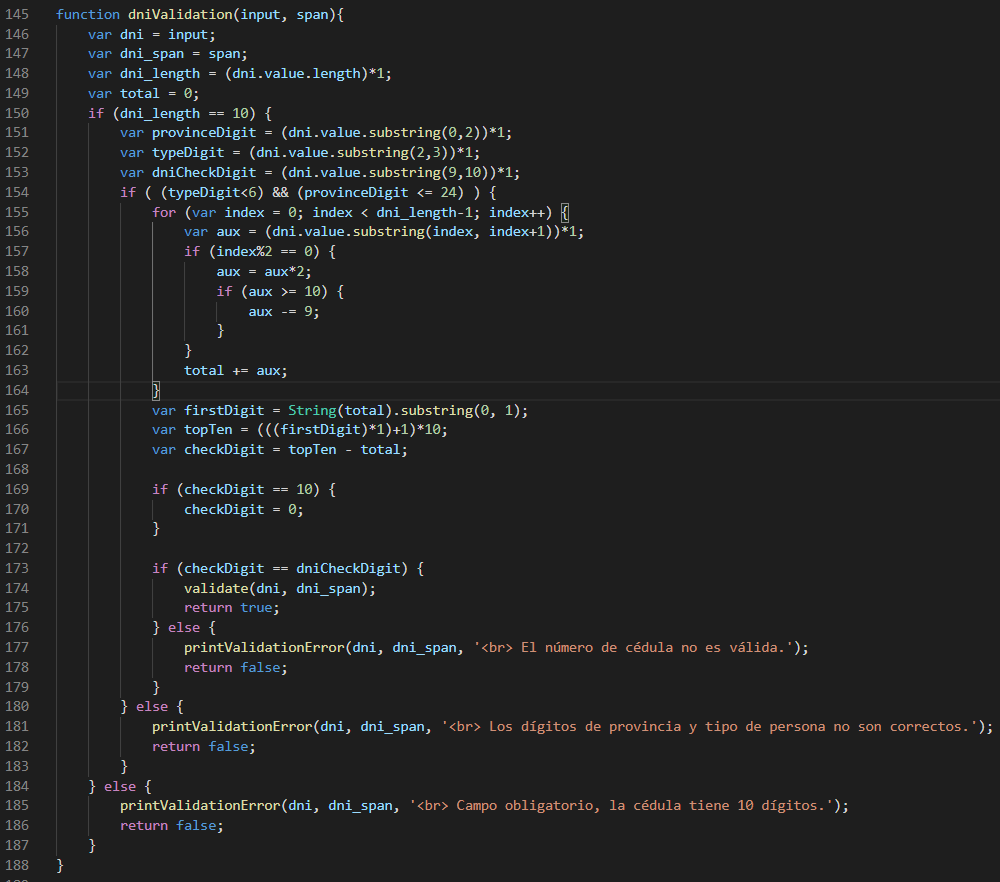 145 function dniValidation(input, span){
146     var dni = input;
147     var dni_span = span;
148     var dni_length = (dni.value.length)*1;
149     var total = 0;
150     if (dni_length == 10) {
151         var provinceDigit = (dni.value.substring(0,2))*1;
152         var typeDigit = (dni.value.substring(2,3))*1;
153         var dniCheckDigit = (dni.value.substring(9,10))*1;
154         if ( (typeDigit<6) && (provinceDigit <= 24) ) {
155             for (var index = 0; index < dni_length-1; index++) {
156                 var aux = (dni.value.substring(index, index+1))*1;
157                 if (index%2 == 0) {
158                     aux = aux*2;
159                     if (aux >= 10) {
160                         aux -= 9;
161                     }
162                 }
163                 total += aux;
164             }
165             var firstDigit = String(total).substring(0, 1);
166             var topTen = (((firstDigit)*1)+1)*10;
167             var checkDigit = topTen - total;
168
169             if (checkDigit == 10) {
170                 checkDigit = 0;
171             }
172
173             if (checkDigit == dniCheckDigit) {
174                 validate(dni, dni_span);
175                 return true;
176             } else {
177                 printValidationError(dni, dni_span, '<br> El número de cédula no es válida.');
178                 return false;
179             }
180         } else {
181             printValidationError(dni, dni_span, '<br> Los dígitos de provincia y tipo de persona no son correctos.');
182             return false;
183         }
184     } else {
185         printValidationError(dni, dni_span, '<br> Campo obligatorio, la cédula tiene 10 dígitos.');
186         return false;
187     }
188 }